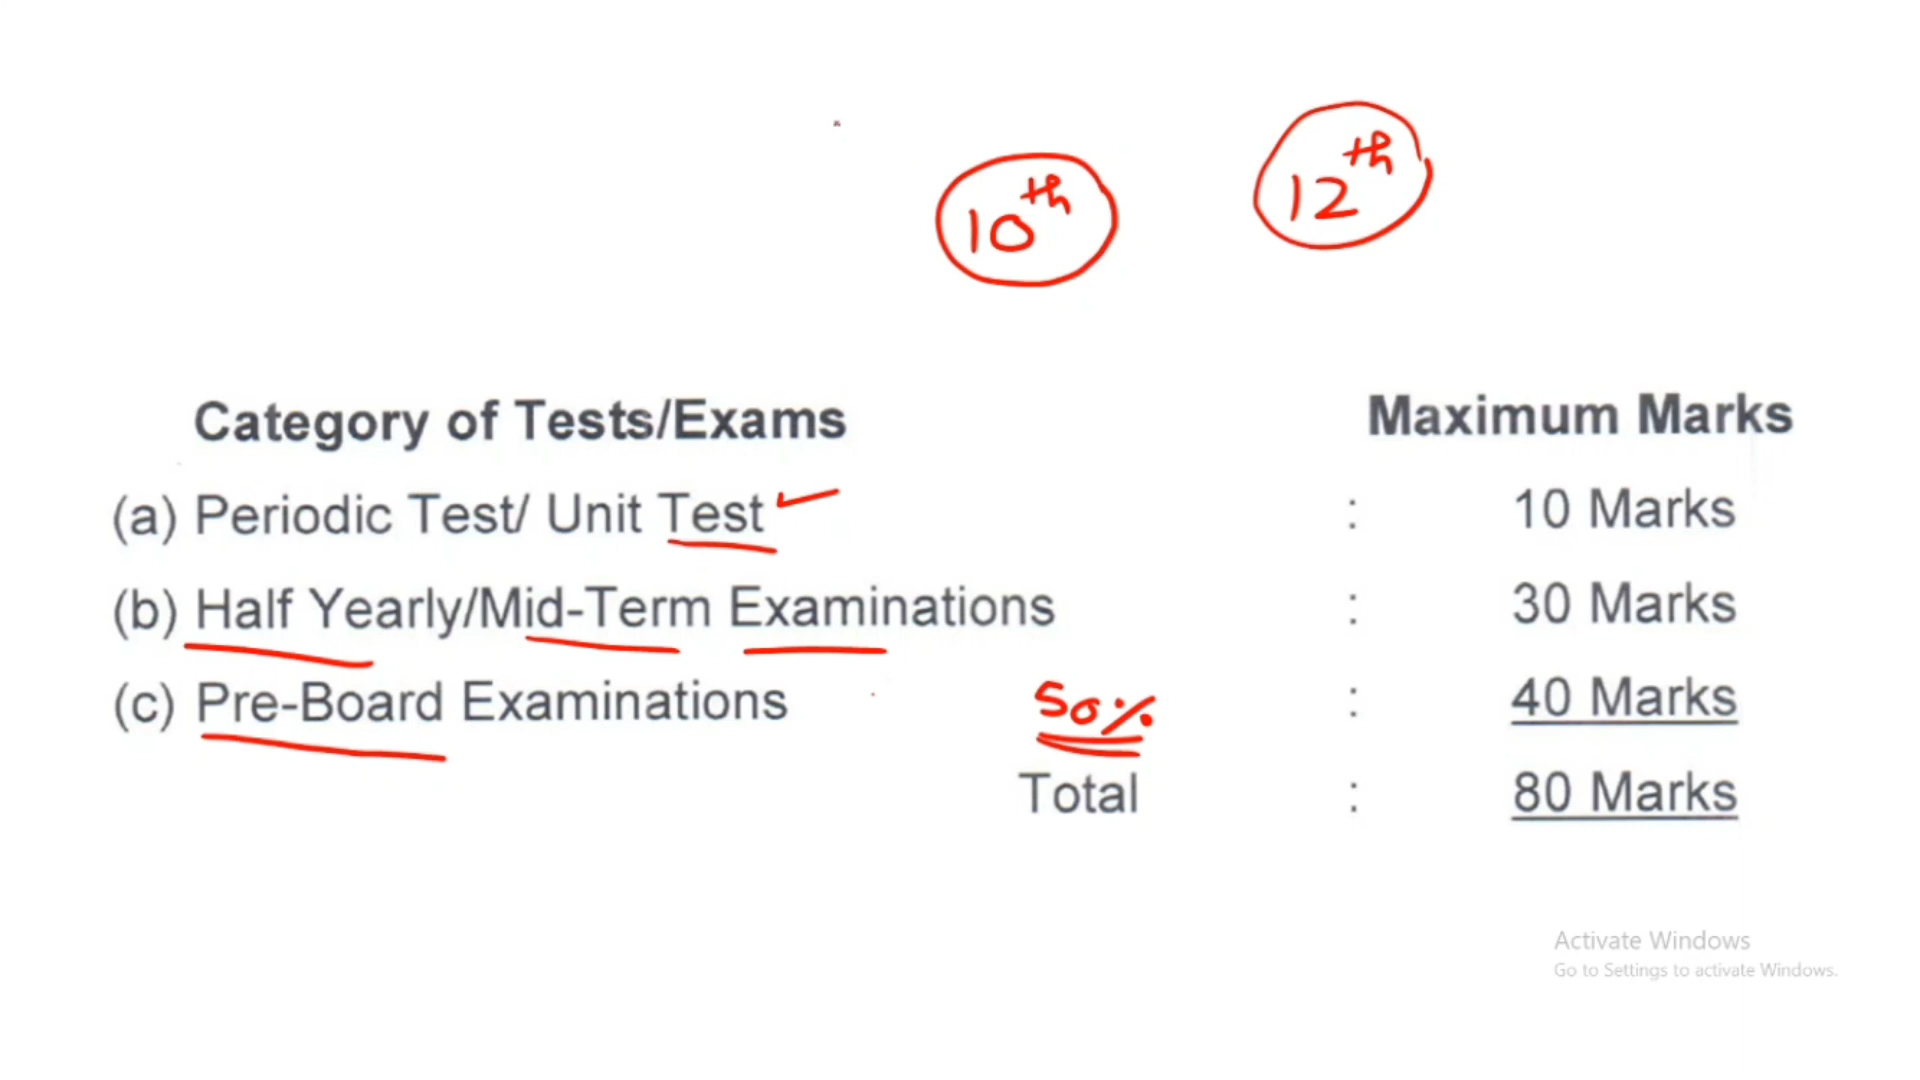 10th
12th
Category of Tests/Exams Maximum Marks
(a) Periodic Test/ Unit Test : 10 Marks
(b) Half Yearly/Mid-Term Examinations : 30 Marks
(c) Pre-Board Examinations 50% : 40 Marks
Total : 80 Marks
Activate Windows
Go to Settings to activate Windows.